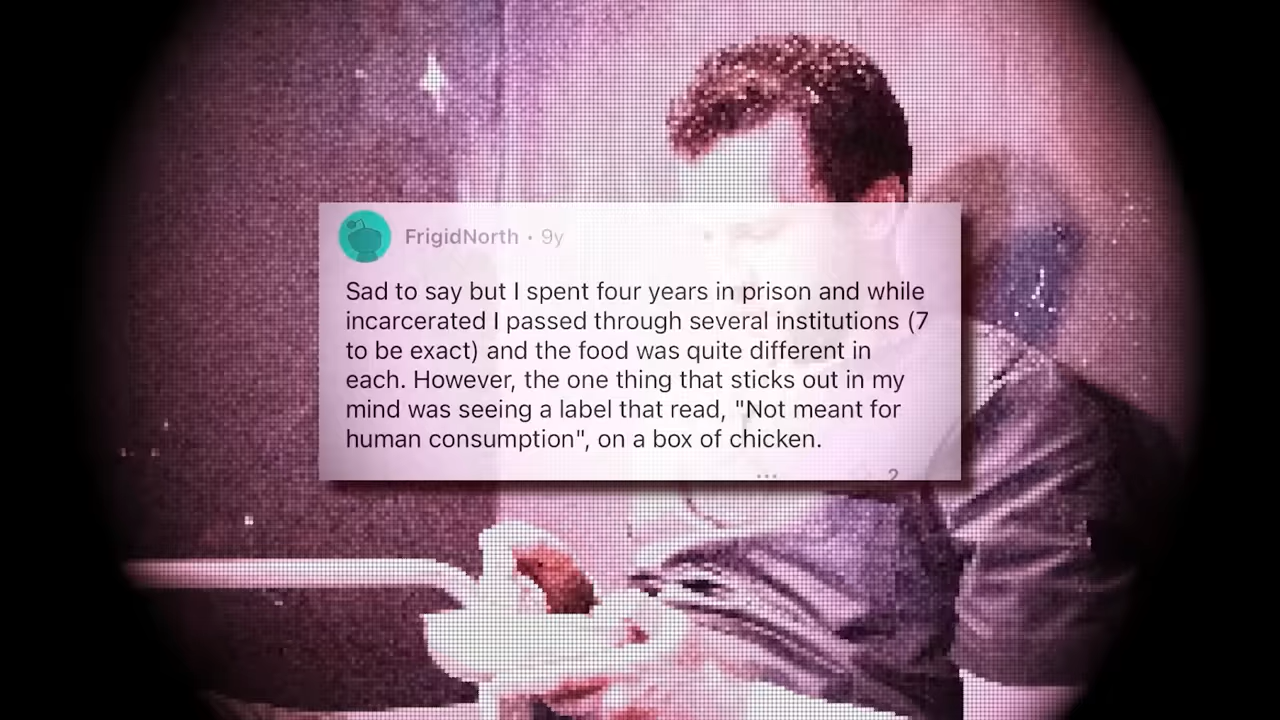 FrigidNorth · 9y
Sad to say but I spent four years in prison and while
incarcerated I passed through several institutions (7
to be exact) and the food was quite different in
each. However, the one thing that sticks out in my
mind was seeing a label that read, "Not meant for
human consumption", on a box of chicken.
... 2